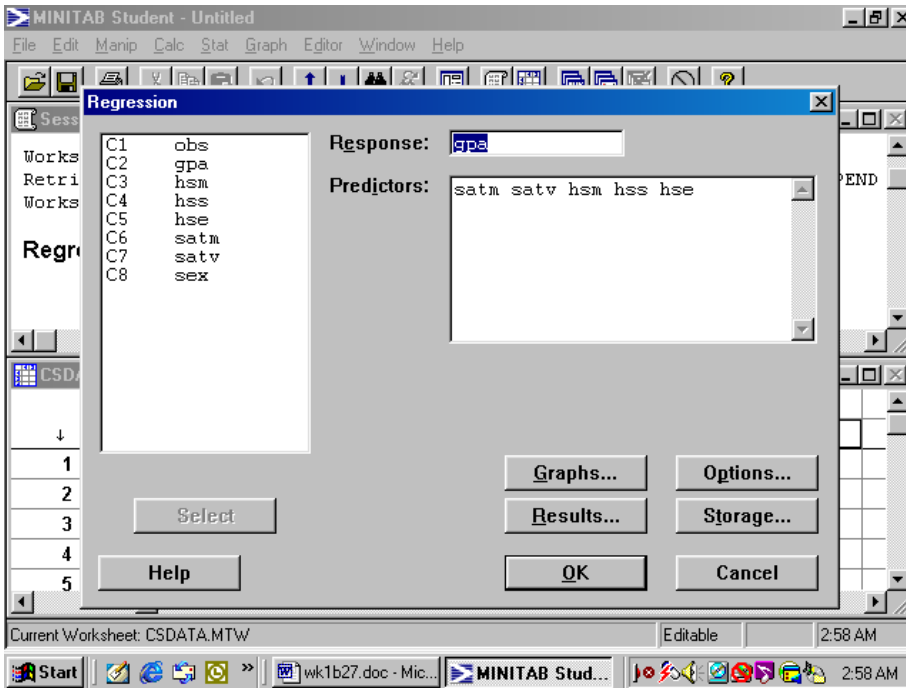 MINITAB Student - Untitled
File Edit Manip Calc Stat Graph Editor Window Help
Regression
Sess
Works
Retri
PEND
Works
Regre
C1 obs
C2 gpa
C3 hsm
C4 hss
C5 hse
C6 satm
C7 satv
C8 sex
Response: gpa
Predictors: satm satv hsm hss hse
CSDA
↓
1
2
3
4
5
Graphs... Options...
Select Results... Storage...
Help OK Cancel
Current Worksheet: CSDATA.MTW Editable 2:58 AM
Start » wk1b27.doc - Mic... MINITAB Stud... 2:58 AM